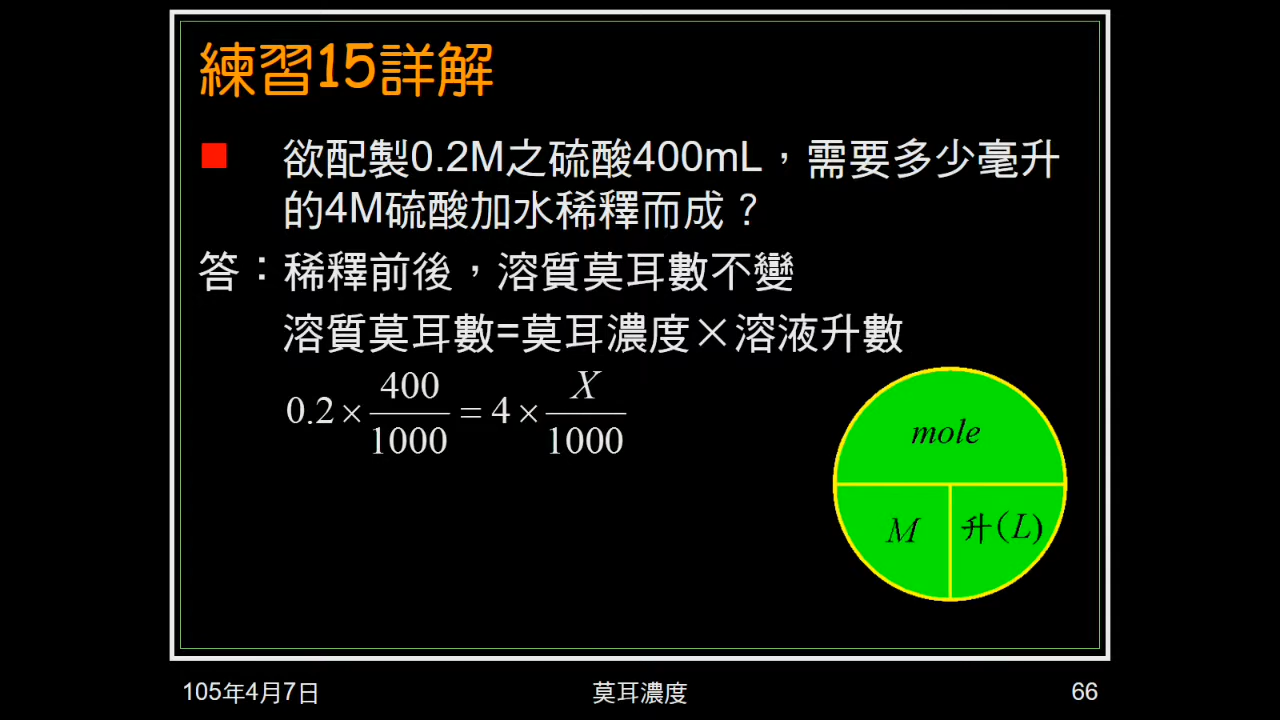 練習15詳解
欲配製0.2M之硫酸400mL，需要多少毫升
的4M硫酸加水稀釋而成？
答：稀釋前後，溶質莫耳數不變
溶質莫耳數=莫耳濃度×溶液升數
0.2 × 400/1000 = 4 × X/1000
mole
M 升(L)
105年4月7日 莫耳濃度 66